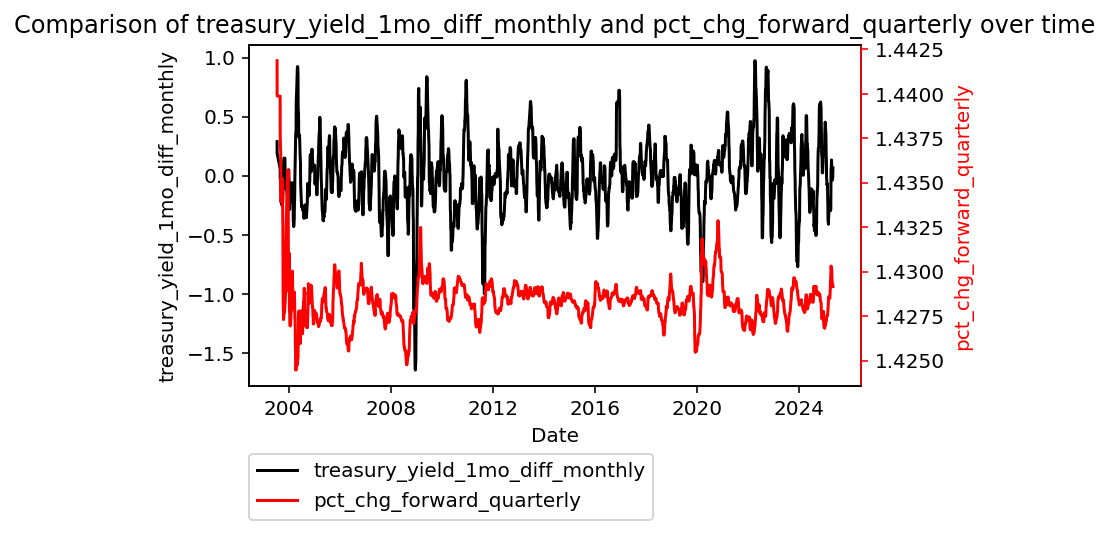 Comparison of treasury_yield_1mo_diff_monthly and pct_chg_forward_quarterly over time
treasury_yield_1mo_diff_monthly
1.0
0.5
0.0
−0.5
−1.0
−1.5
1.4425
1.4400
1.4375
1.4350
1.4325
1.4300
1.4275
1.4250
pct_chg_forward_quarterly
2004 2008 2012 2016 2020 2024
Date
treasury_yield_1mo_diff_monthly
pct_chg_forward_quarterly